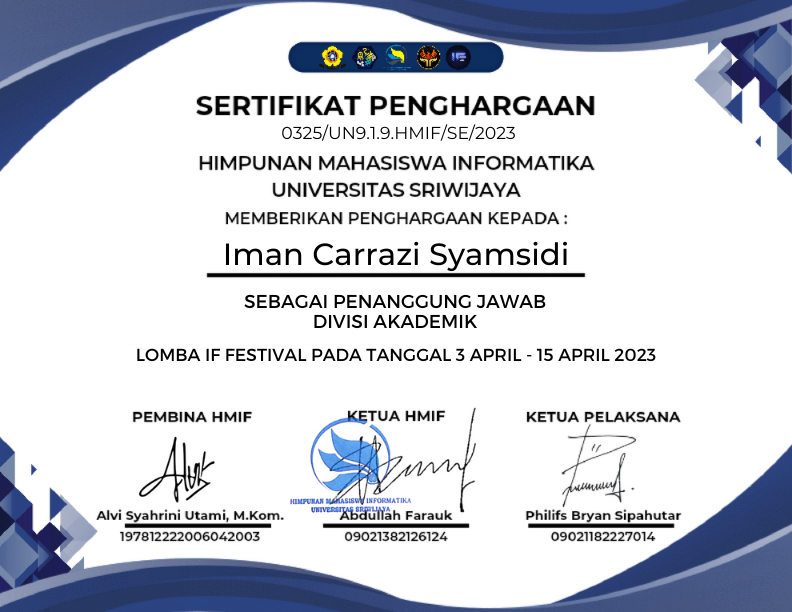 SERTIFIKAT PENGHARGAAN
0325/UN9.1.9.HMIF/SE/2023
HIMPUNAN MAHASISWA INFORMATIKA
UNIVERSITAS SRIWIJAYA
MEMBERIKAN PENGHARGAAN KEPADA :
Iman Carrazi Syamsidi
SEBAGAI PENANGGUNG JAWAB
DIVISI AKADEMIK
LOMBA IF FESTIVAL PADA TANGGAL 3 APRIL - 15 APRIL 2023
PEMBINA HMIF
KETUA HMIF
KETUA PELAKSANA
HIMPUNAN MAHASISWA INFORMATIKA
UNIVERSITAS SRIWIJAYA
Alvi Syahrini Utami, M.Kom.
Abdullah Farauk
Philifs Bryan Sipahutar
197812222006042003
09021382126124
09021182227014